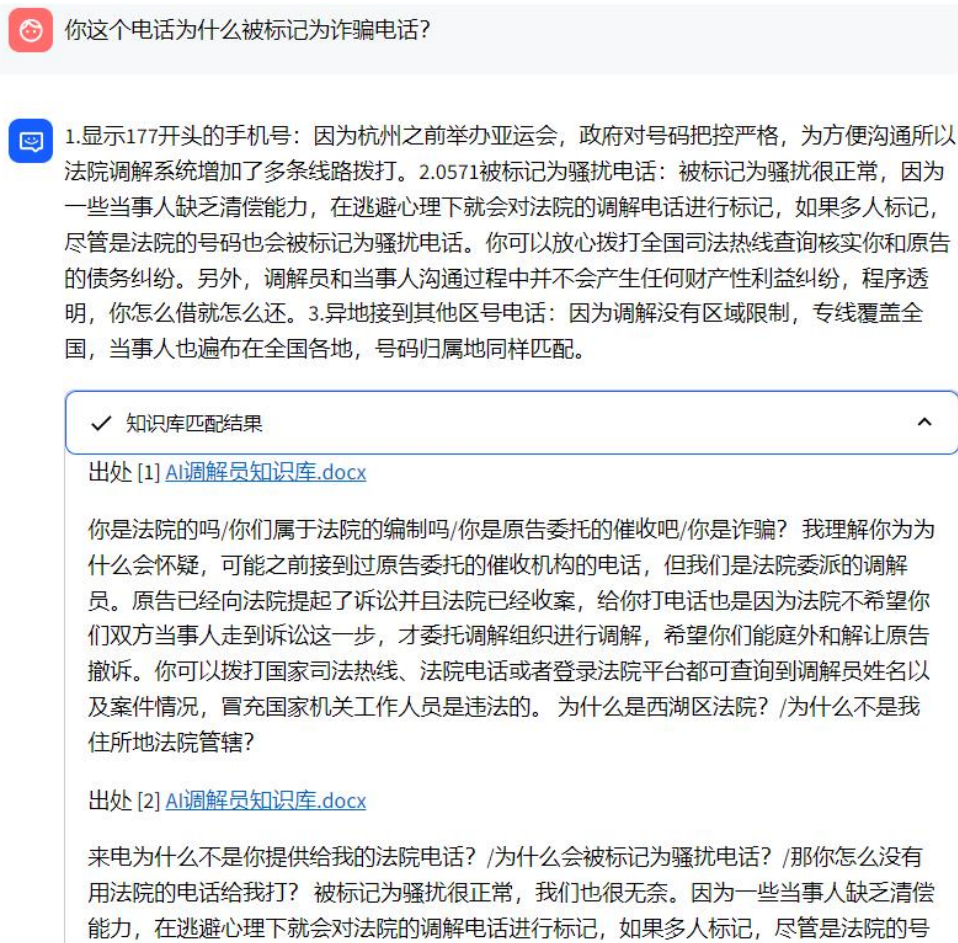 你这个电话为什么被标记为诈骗电话？
1.显示177开头的手机号：因为杭州之前举办亚运会，政府对号码把控严格，为方便沟通所以
法院调解系统增加了多条线路拨打。2.0571被标记为骚扰电话：被标记为骚扰很正常，因为
一些当事人缺乏清偿能力，在逃避心理下就会对法院的调解电话进行标记，如果多人标记，
尽管是法院的号码也会被标记为骚扰电话。你可以放心拨打全国司法热线查询核实你和原告
的债务纠纷。另外，调解员和当事人沟通过程中并不会产生任何财产性利益纠纷，程序透
明，你怎么借就怎么还。3.异地接到其他区号电话：因为调解没有区域限制，专线覆盖全
国，当事人也遍布在全国各地，号码归属地同样匹配。
知识库匹配结果
出处 [1] AI调解员知识库.docx
你是法院的吗/你们属于法院的编制吗/你是原告委托的催收吧/你是诈骗？ 我理解你为为
什么会怀疑，可能之前接到过原告委托的催收机构的电话，但我们是法院委派的调解
员。原告已经向法院提起了诉讼并且法院已经收案，给你打电话也是因为法院不希望你
们双方当事人走到诉讼这一步，才委托调解组织进行调解，希望你们能庭外和解让原告
撤诉。你可以拨打国家司法热线、法院电话或者登录法院平台都可查询到调解员姓名以
及案件情况，冒充国家机关工作人员是违法的。 为什么是西湖区法院？/为什么不是我
住所地法院管辖？
出处 [2] AI调解员知识库.docx
来电为什么不是你提供给我的法院电话？/为什么会被标记为骚扰电话？/那你怎么没有
用法院的电话给我打？ 被标记为骚扰很正常，我们也很无奈。因为一些当事人缺乏清偿
能力，在逃避心理下就会对法院的调解电话进行标记，如果多人标记，尽管是法院的号